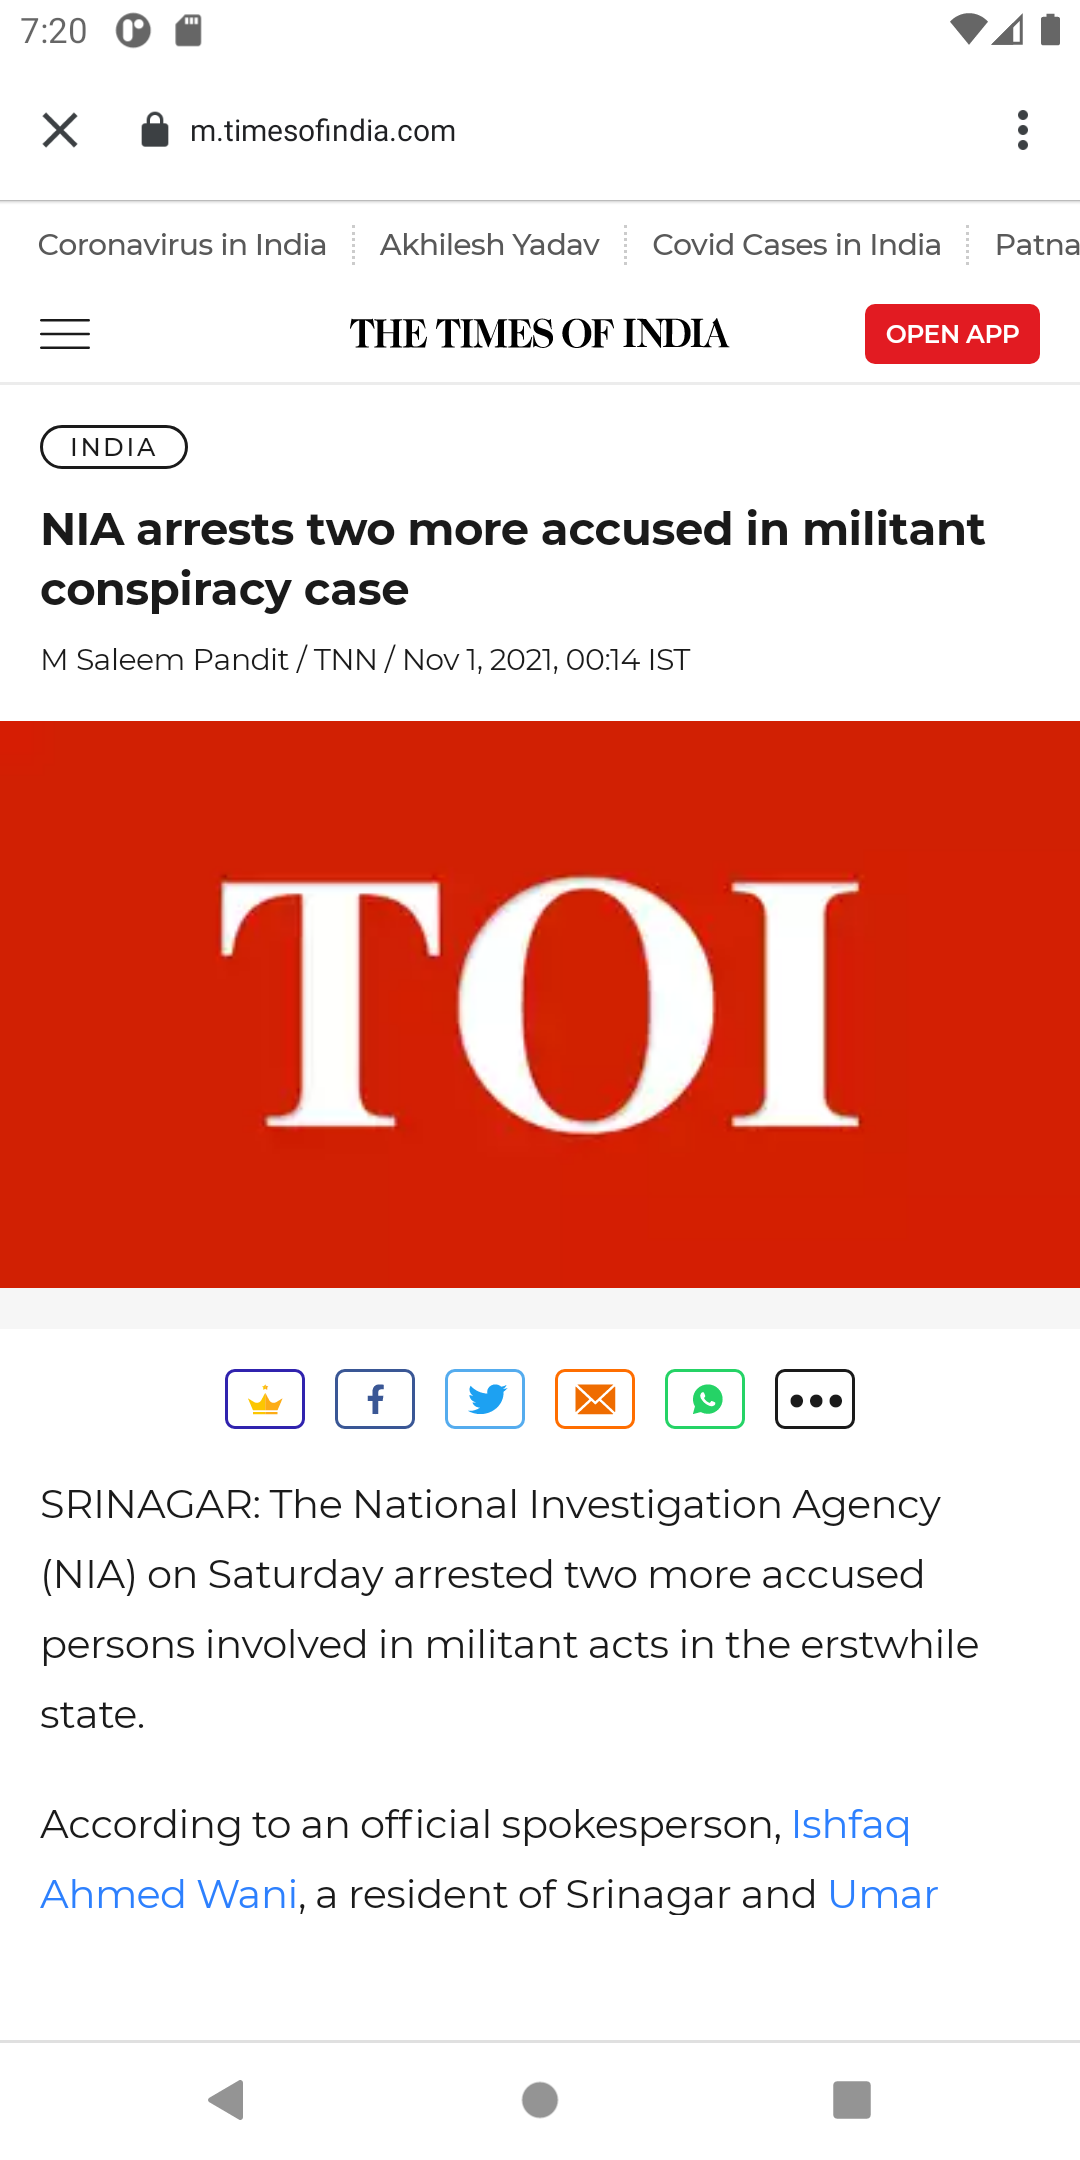 7:20
m.timesofindia.com
Coronavirus in India
Akhilesh Yadav
Covid Cases in India
Patna
THE TIMES OF INDIA
OPEN APP
INDIA
NIA arrests two more accused in militant
conspiracy case
M Saleem Pandit / TNN / Nov 1, 2021, 00:14 IST
TOI
SRINAGAR: The National Investigation Agency
(NIA) on Saturday arrested two more accused
persons involved in militant acts in the erstwhile
state.
According to an official spokesperson, Ishfaq
Ahmed Wani, a resident of Srinagar and Umar